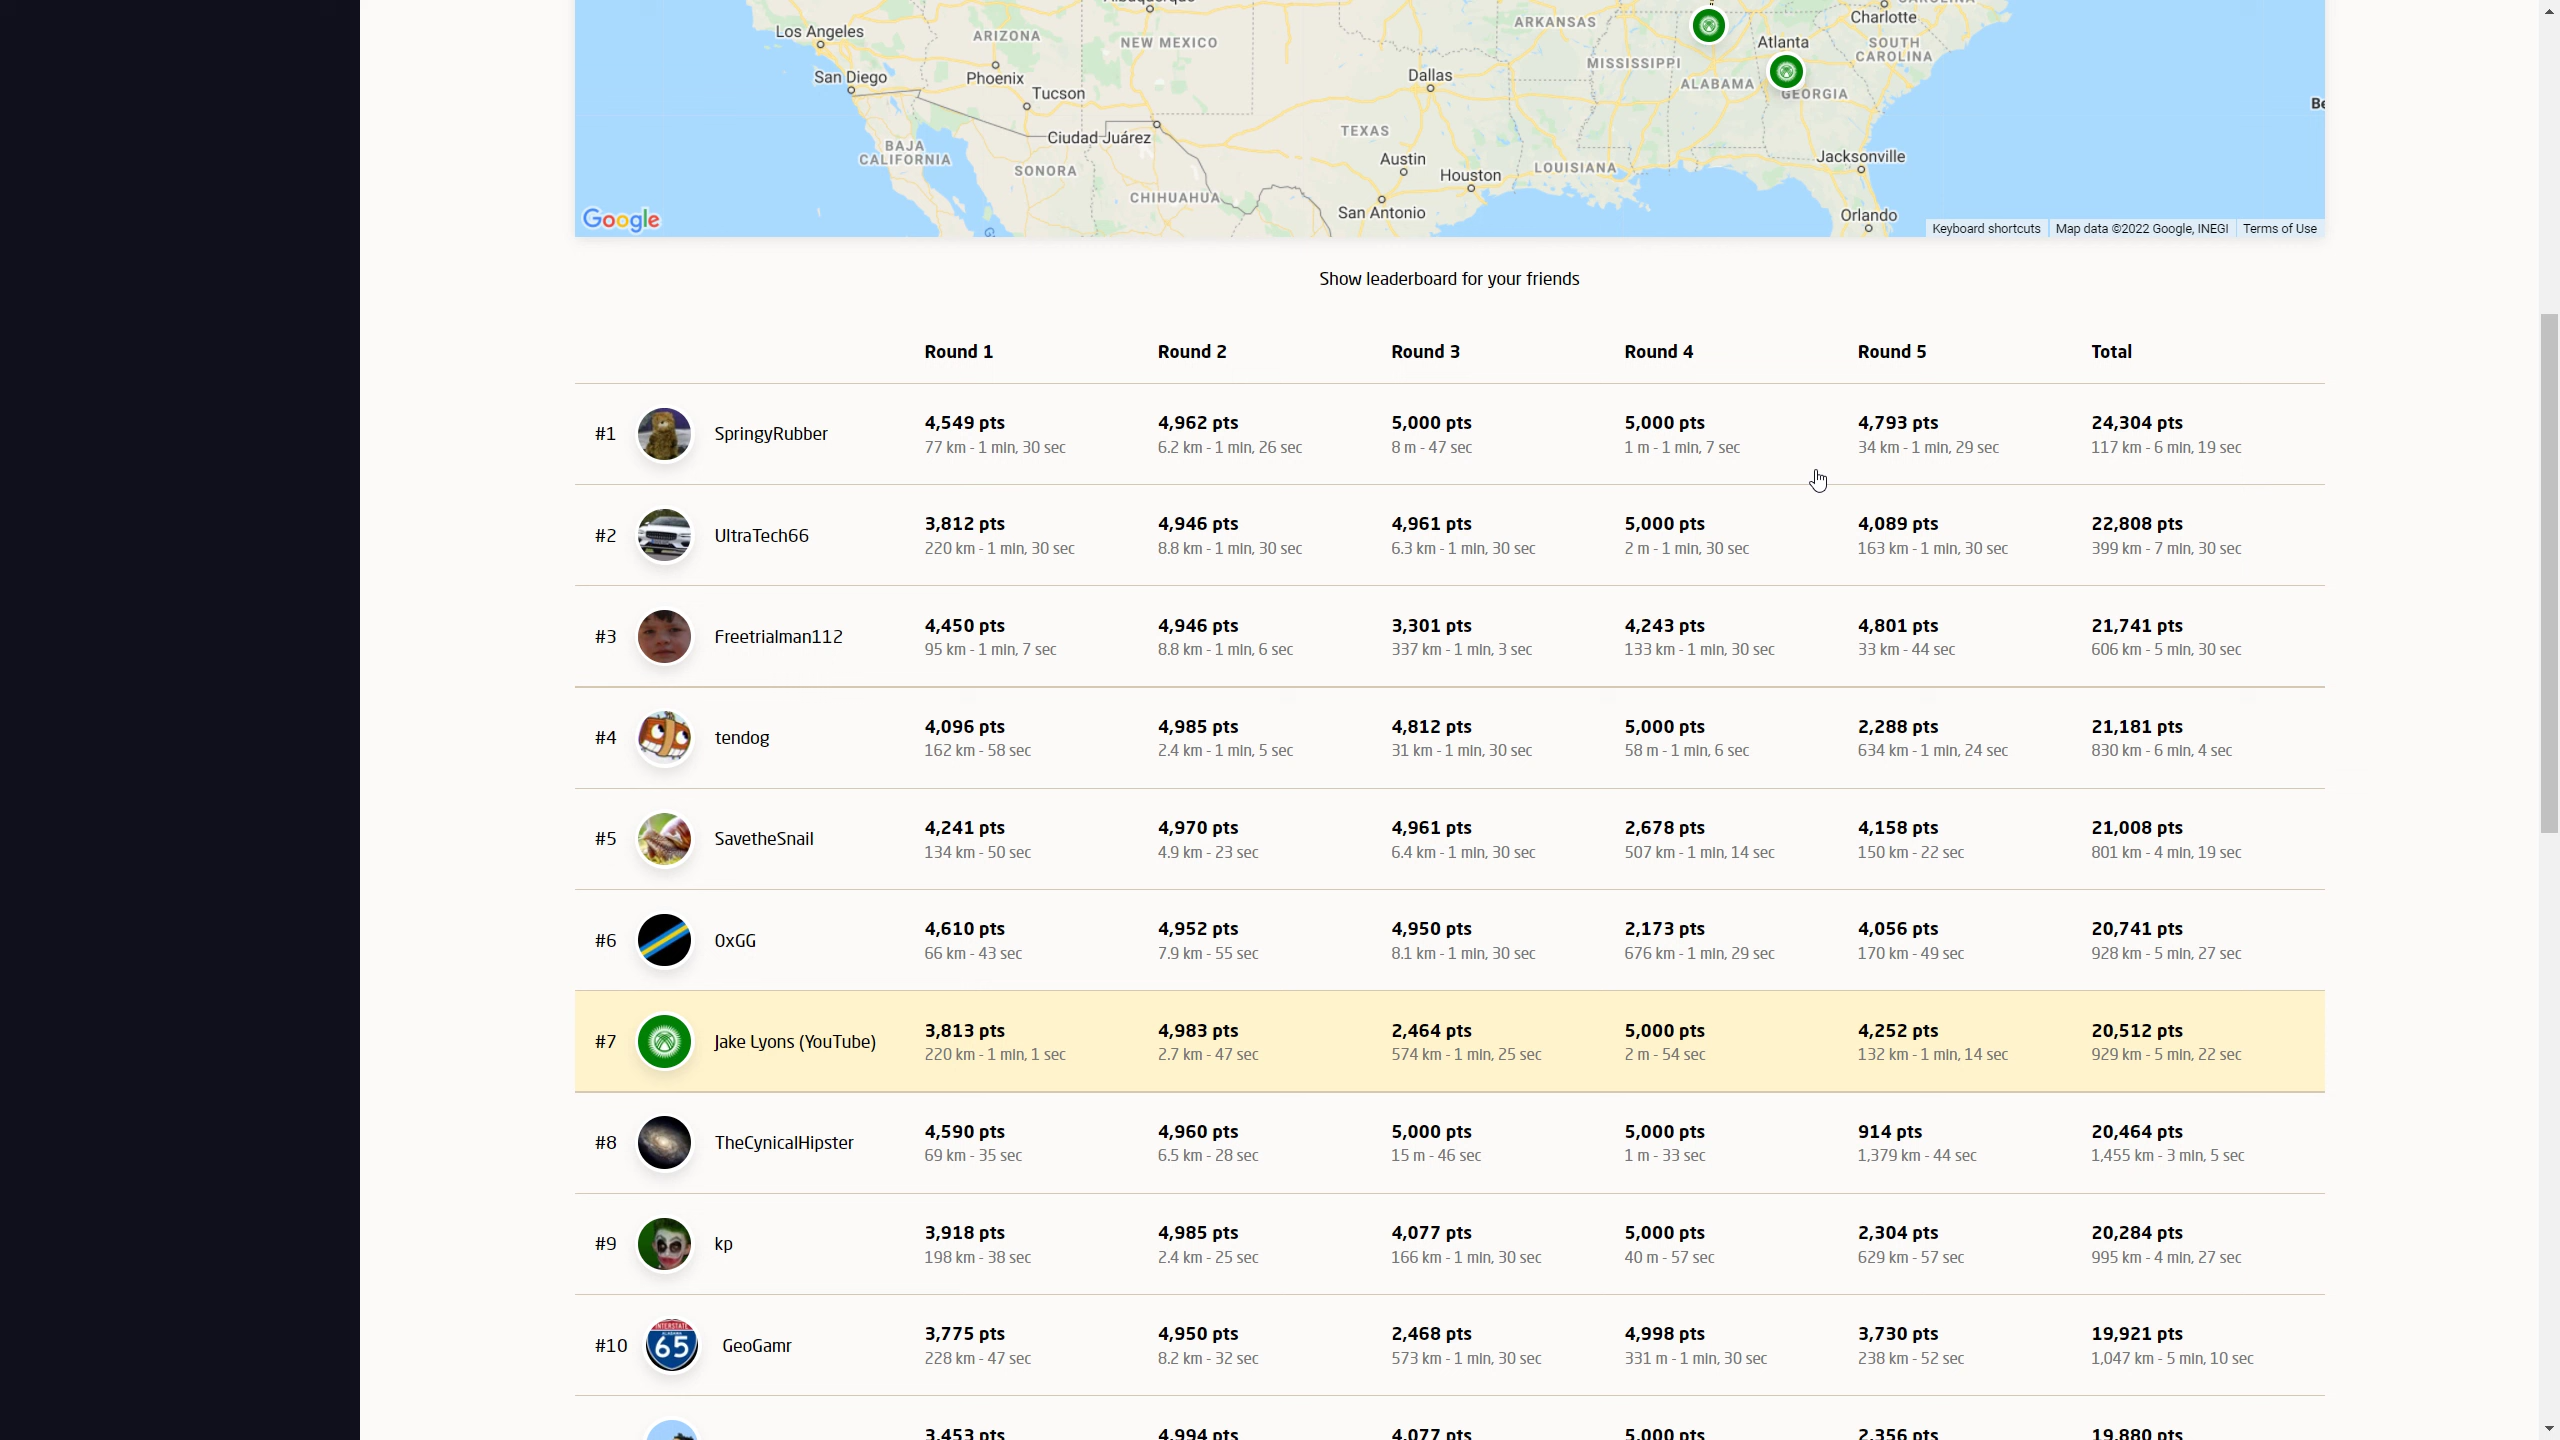 Los Angeles
ARIZONA
NEW MEXICO
ARKANSAS
Charlotte
San Diego
Phoenix
Tucson
Dallas
MISSISSIPPI
Atlanta
SOUTH
CAROLINA
ALABAMA
GEORGIA
Ciudad Juárez
TEXAS
BAJA
CALIFORNIA
SONORA
CHIHUAHUA
Austin
Houston
LOUISIANA
Jacksonville
San Antonio
Orlando
Google
Keyboard shortcuts Map data ©2022 Google, INEGI Terms of Use
Show leaderboard for your friends
Round 1 Round 2 Round 3 Round 4 Round 5 Total
#1 SpringyRubber 4,549 pts 4,962 pts 5,000 pts 5,000 pts 4,793 pts 24,304 pts
77 km - 1 min, 30 sec 6.2 km - 1 min, 26 sec 8 m - 47 sec 1 m - 1 min, 7 sec 34 km - 1 min, 29 sec 117 km - 6 min, 19 sec
#2 UltraTech66 3,812 pts 4,946 pts 4,961 pts 5,000 pts 4,089 pts 22,808 pts
220 km - 1 min, 30 sec 8.8 km - 1 min, 30 sec 6.3 km - 1 min, 30 sec 2 m - 1 min, 30 sec 163 km - 1 min, 30 sec 399 km - 7 min, 30 sec
#3 Freetrialman112 4,450 pts 4,946 pts 3,301 pts 4,243 pts 4,801 pts 21,741 pts
95 km - 1 min, 7 sec 8.8 km - 1 min, 6 sec 337 km - 1 min, 3 sec 133 km - 1 min, 30 sec 33 km - 44 sec 606 km - 5 min, 30 sec
#4 tendog 4,096 pts 4,985 pts 4,812 pts 5,000 pts 2,288 pts 21,181 pts
162 km - 58 sec 2.4 km - 1 min, 5 sec 31 km - 1 min, 30 sec 58 m - 1 min, 6 sec 634 km - 1 min, 24 sec 830 km - 6 min, 4 sec
#5 SavetheSnail 4,241 pts 4,970 pts 4,961 pts 2,678 pts 4,158 pts 21,008 pts
134 km - 50 sec 4.9 km - 23 sec 6.4 km - 1 min, 30 sec 507 km - 1 min, 14 sec 150 km - 22 sec 801 km - 4 min, 19 sec
#6 0xGG 4,610 pts 4,952 pts 4,950 pts 2,173 pts 4,056 pts 20,741 pts
66 km - 43 sec 7.9 km - 55 sec 8.1 km - 1 min, 30 sec 676 km - 1 min, 29 sec 170 km - 49 sec 928 km - 5 min, 27 sec
#7 Jake Lyons (YouTube) 3,813 pts 4,983 pts 2,464 pts 5,000 pts 4,252 pts 20,512 pts
220 km - 1 min, 1 sec 2.7 km - 47 sec 574 km - 1 min, 25 sec 2 m - 54 sec 132 km - 1 min, 14 sec 929 km - 5 min, 22 sec
#8 TheCynicalHipster 4,590 pts 4,960 pts 5,000 pts 5,000 pts 914 pts 20,464 pts
69 km - 35 sec 6.5 km - 28 sec 15 m - 46 sec 1 m - 33 sec 1,379 km - 44 sec 1,455 km - 3 min, 5 sec
#9 kp 3,918 pts 4,985 pts 4,077 pts 5,000 pts 2,304 pts 20,284 pts
198 km - 38 sec 2.4 km - 25 sec 166 km - 1 min, 30 sec 40 m - 57 sec 629 km - 57 sec 995 km - 4 min, 27 sec
#10 INTERSTATE ALABAMA 65 GeoGamr 3,775 pts 4,950 pts 2,468 pts 4,998 pts 3,730 pts 19,921 pts
228 km - 47 sec 8.2 km - 32 sec 573 km - 1 min, 30 sec 331 m - 1 min, 30 sec 238 km - 52 sec 1,047 km - 5 min, 10 sec
3,453 pts 4,994 pts 4,077 pts 5,000 pts 2,356 pts 19,880 pts